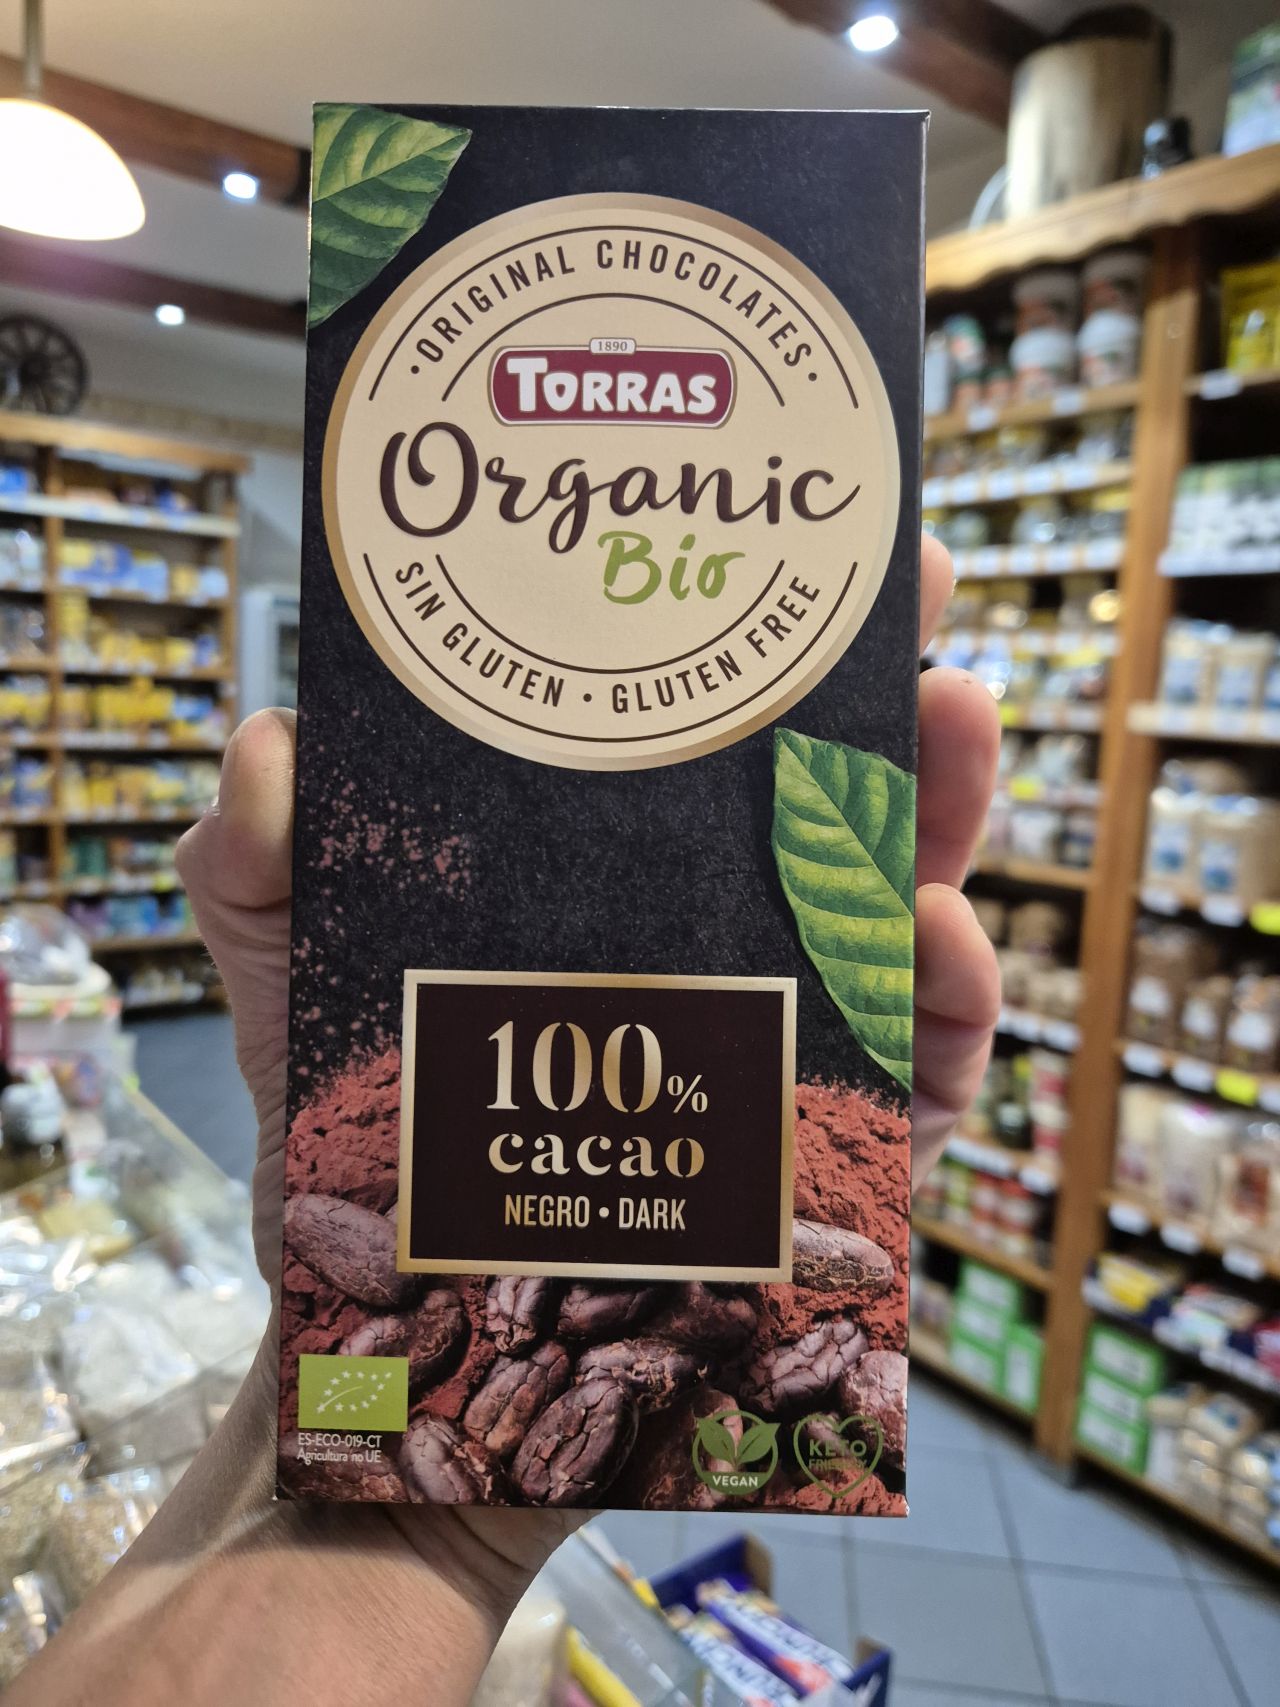 · ORIGINAL CHOCOLATES ·
1890
TORRAS
Organic
Bio
SIN GLUTEN · GLUTEN FREE
100%
cacao
NEGRO • DARK
ES-ECO-019-CT
Agricultura no UE
VEGAN
KETO
FRIENDLY